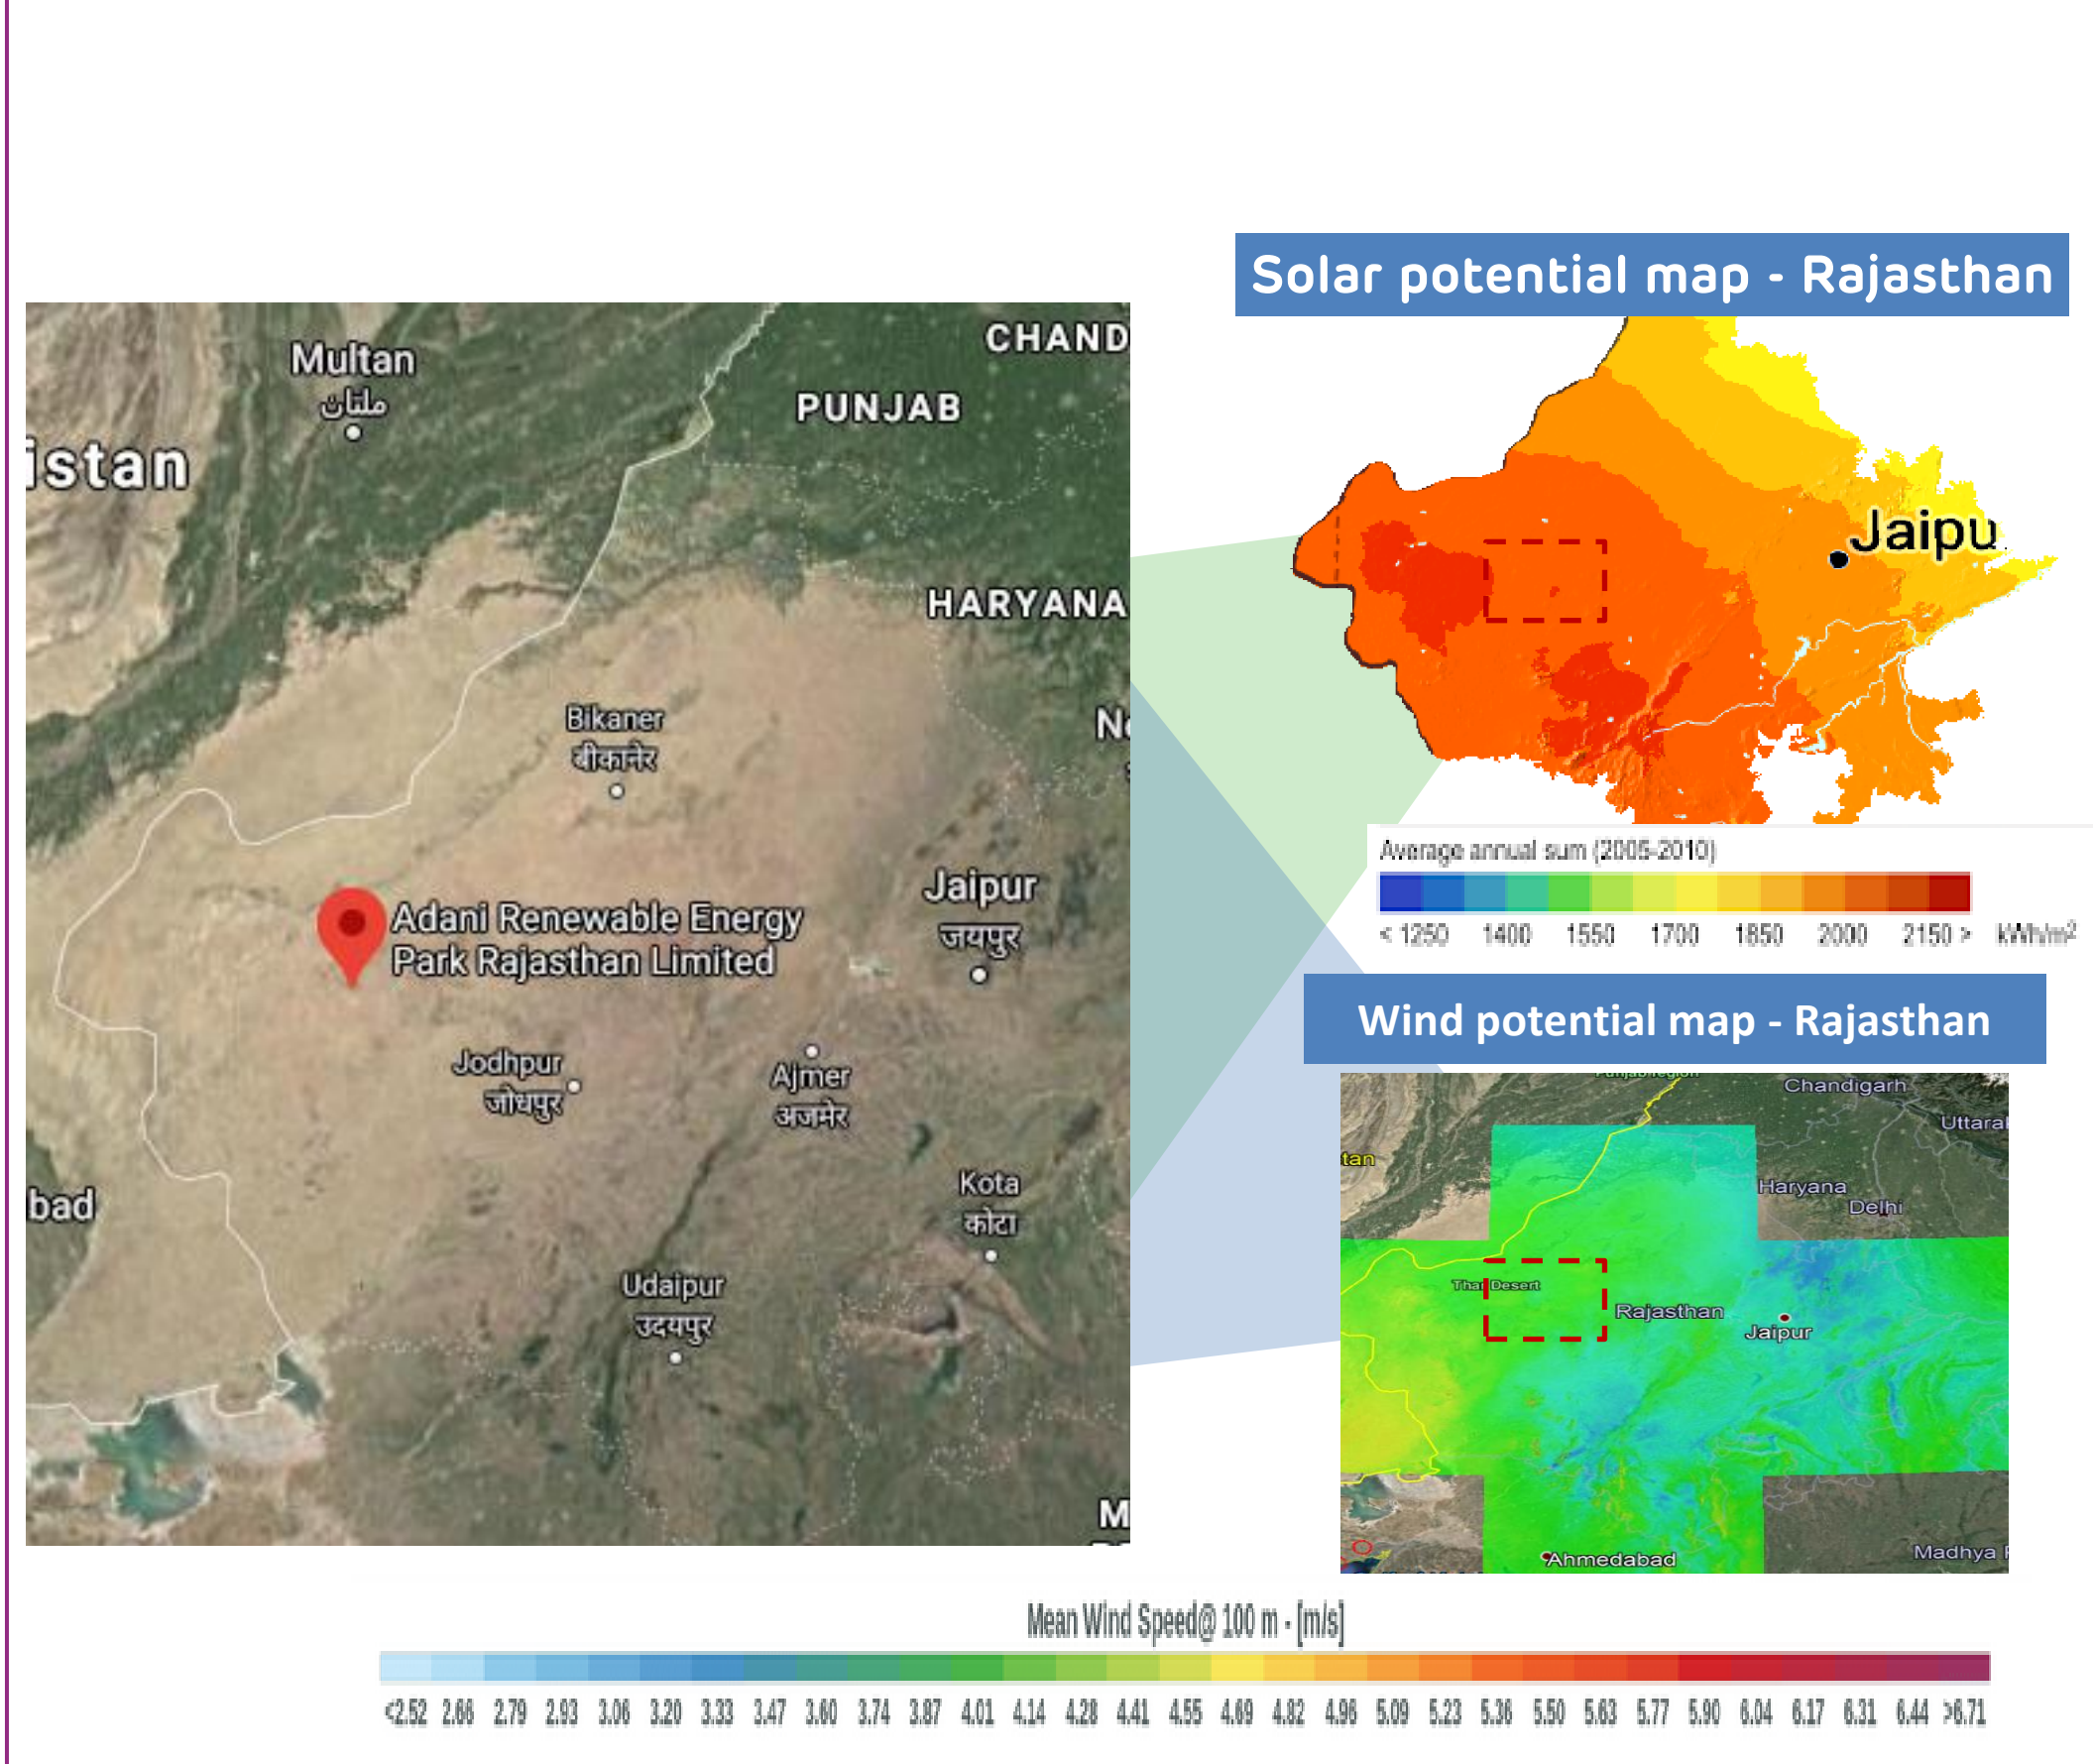 Solar potential map - Rajasthan
CHAND
Multan
ملتان
PUNJAB
istan
Jaipu
HARYANA
Bikaner
बीकानेर
Average annual sum (2005-2010)
< 1250 1400 1550 1700 1850 2000 2150 > kWh/m²
Jaipur
जयपुर
Adani Renewable Energy
Park Rajasthan Limited
Wind potential map - Rajasthan
Jodhpur
जोधपुर
Ajmer
अजमेर
Punjab region
Chandigarh
Uttara
tan
Haryana
Delhi
bad
Kota
कोटा
Udaipur
उदयपुर
Thar Desert
Rajasthan
Jaipur
M
Ahmedabad
Madhya
Mean Wind Speed@ 100 m - [m/s]
<2.52 2.66 2.79 2.93 3.06 3.20 3.33 3.47 3.60 3.74 3.87 4.01 4.14 4.28 4.41 4.55 4.69 4.82 4.96 5.09 5.23 5.36 5.50 5.63 5.77 5.90 6.04 6.17 6.31 6.44 >6.71